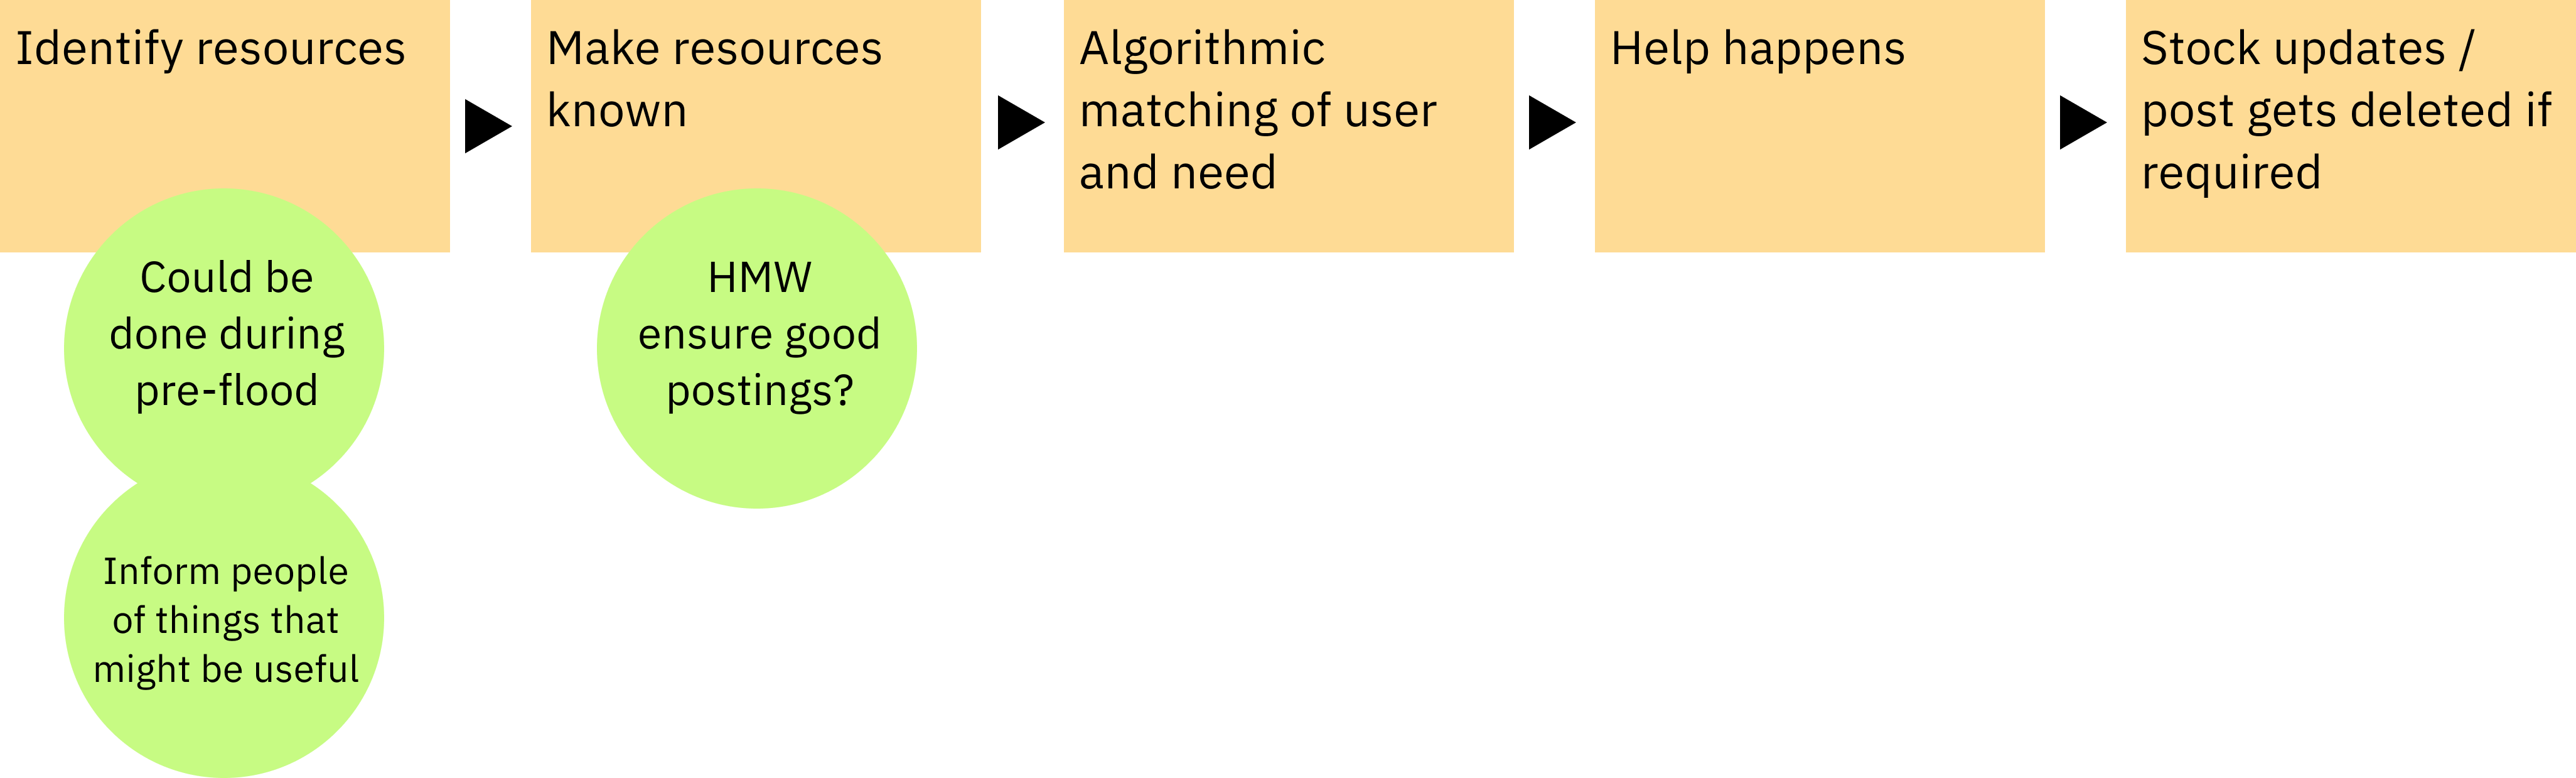 Identify resources
Make resources
known
Algorithmic
matching of user
and need
Help happens
Stock updates /
post gets deleted if
required
Could be
done during
pre-flood
HMW
ensure good
postings?
Inform people
of things that
might be useful